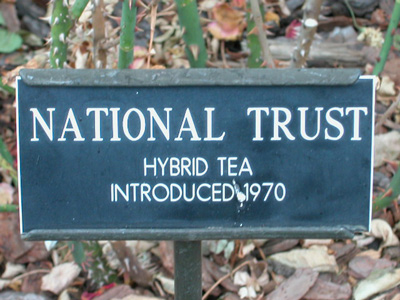 NATIONAL TRUST
HYBRID TEA
INTRODUCED 1970